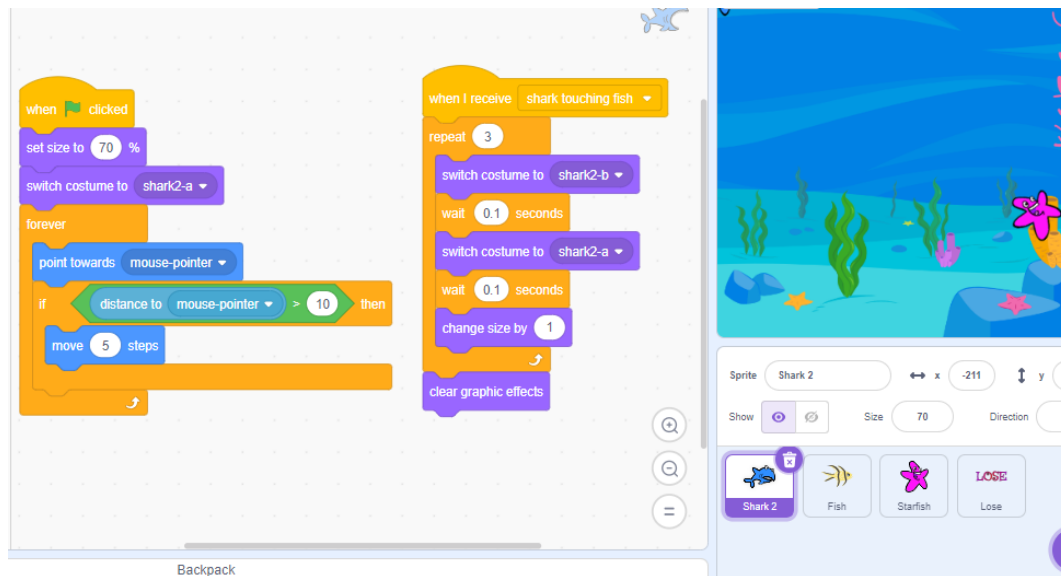 when clicked
set size to 70 %
switch costume to shark2-a
forever
point towards mouse-pointer
if distance to mouse-pointer > 10 then
move 5 steps
when I receive shark touching fish
repeat 3
switch costume to shark2-b
wait 0.1 seconds
switch costume to shark2-a
wait 0.1 seconds
change size by 1
clear graphic effects
Backpack
Sprite Shark 2 x -211 y
Show Size 70 Direction
LOSE
Shark 2 Fish Starfish Lose